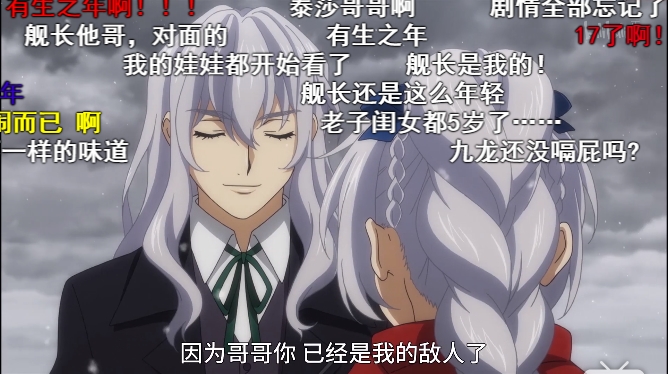 有生之年啊！！！ 泰莎哥哥啊 剧情全部忘记了
舰长他哥，对面的 有生之年 17了啊!
我的娃娃都开始看了 舰长是我的！
年 舰长还是这么年轻
闹而已 啊 老子闺女都5岁了……
一样的味道 九龙还没嗝屁吗?
因为哥哥你 已经是我的敌人了